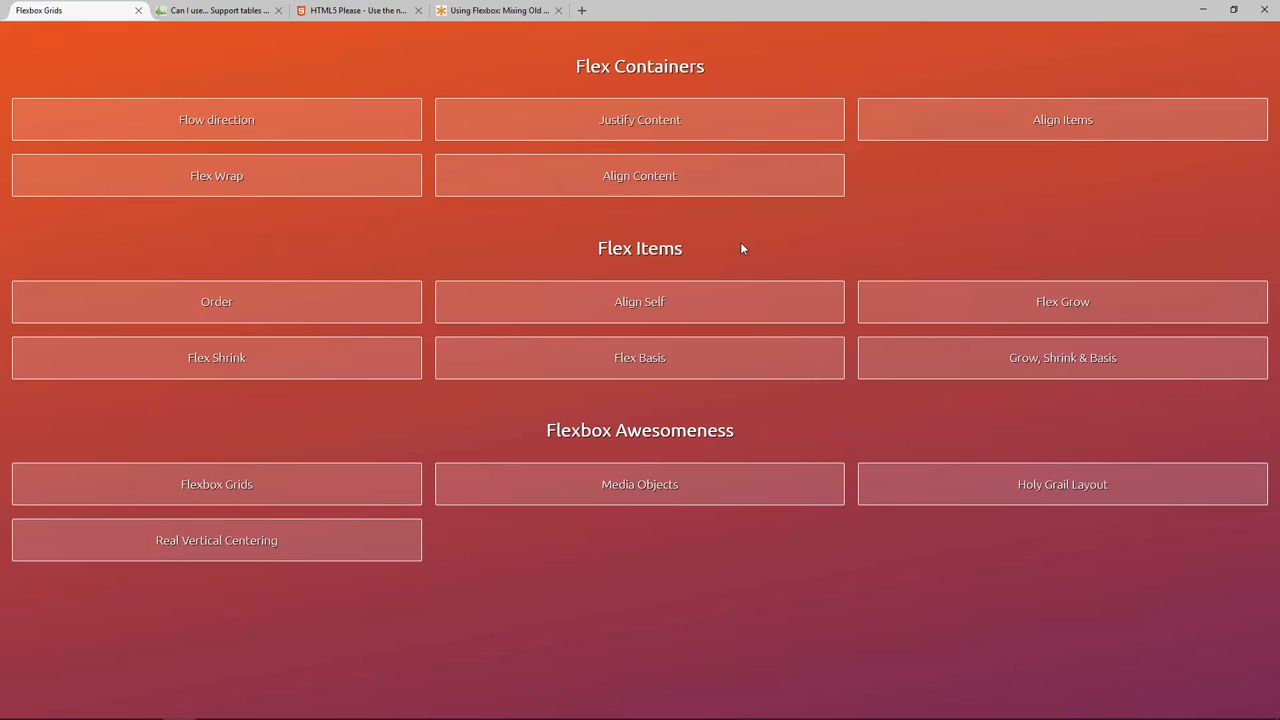 Flexbox Grids
Can I use... Support tables ...
HTML5 Please - Use the n...
Using Flexbox: Mixing Old ...
Flex Containers
Flow direction
Justify Content
Align Items
Flex Wrap
Align Content
Flex Items
Order
Align Self
Flex Grow
Flex Shrink
Flex Basis
Grow, Shrink & Basis
Flexbox Awesomeness
Flexbox Grids
Media Objects
Holy Grail Layout
Real Vertical Centering